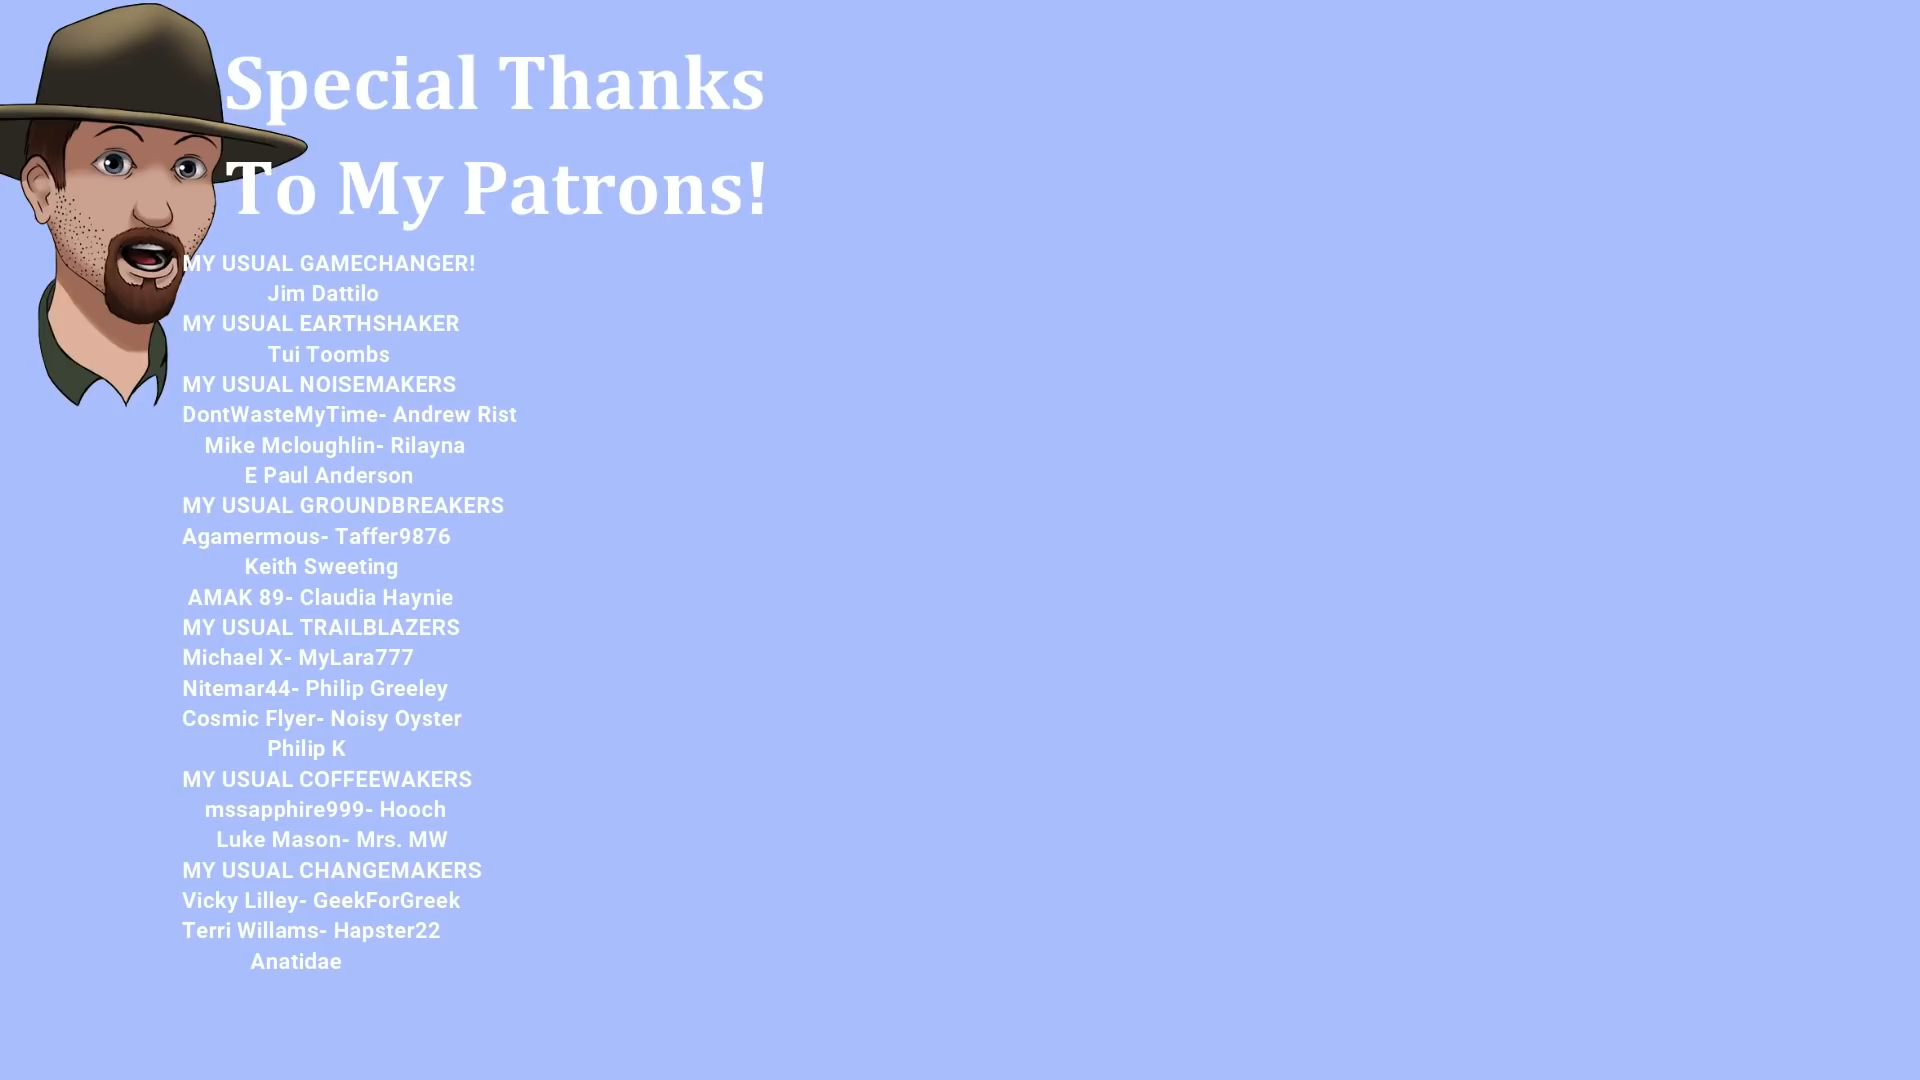 Special Thanks
To My Patrons!
MY USUAL GAMECHANGER!
Jim Dattilo
MY USUAL EARTHSHAKER
Tui Toombs
MY USUAL NOISEMAKERS
DontWasteMyTime- Andrew Rist
Mike Mcloughlin- Rilayna
E Paul Anderson
MY USUAL GROUNDBREAKERS
Agamermous- Taffer9876
Keith Sweeting
AMAK 89- Claudia Haynie
MY USUAL TRAILBLAZERS
Michael X- MyLara777
Nitemar44- Philip Greeley
Cosmic Flyer- Noisy Oyster
Philip K
MY USUAL COFFEEWAKERS
mssapphire999- Hooch
Luke Mason- Mrs. MW
MY USUAL CHANGEMAKERS
Vicky Lilley- GeekForGreek
Terri Willams- Hapster22
Anatidae